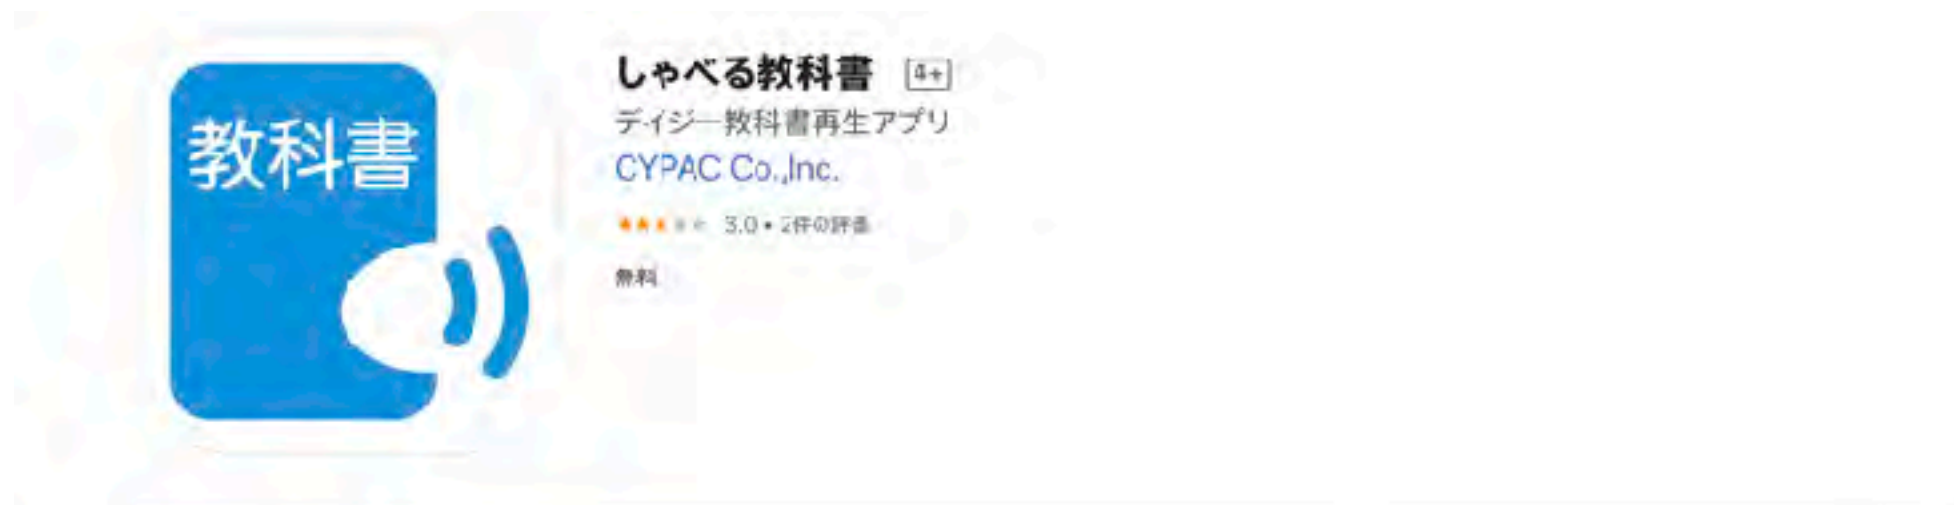 教科書
しゃべる教科書 4+
デイジー教科書再生アプリ
CYPAC Co.,Inc.
3.0 • 2件の評価
無料